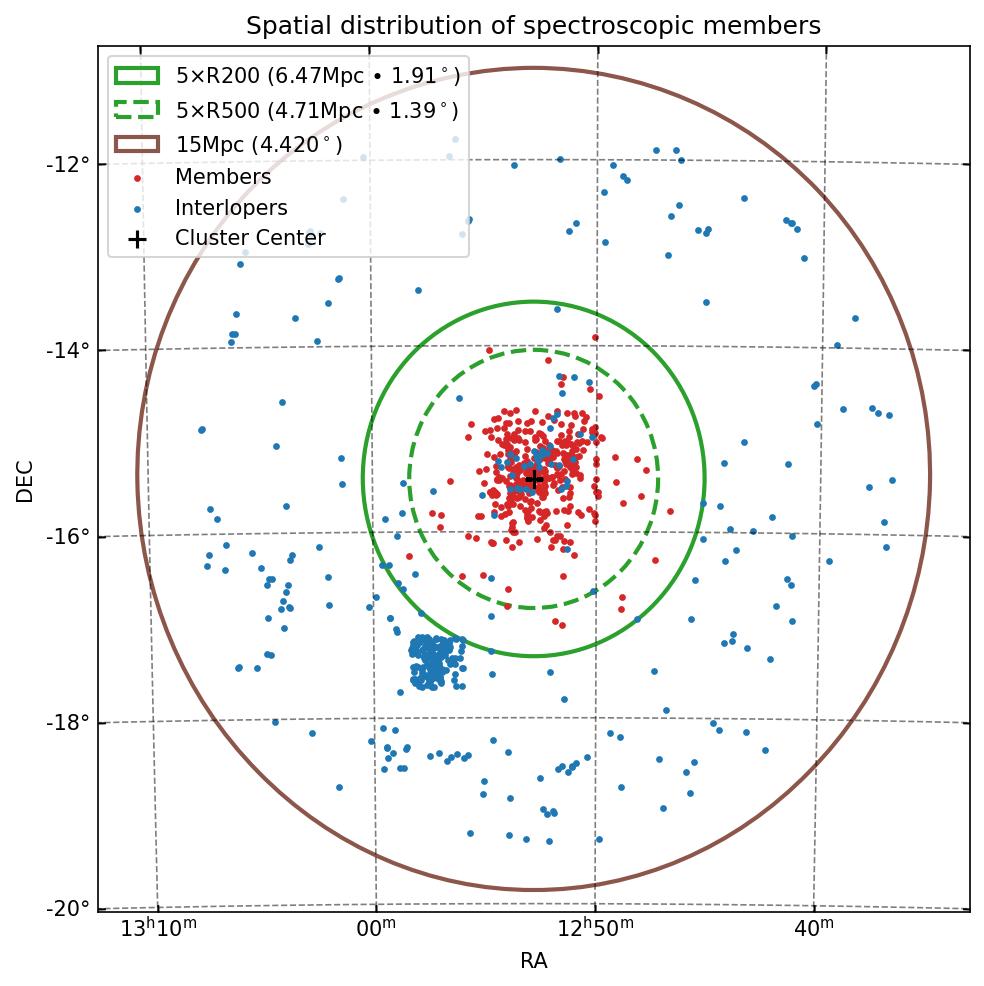 Spatial distribution of spectroscopic members
5×R200 (6.47Mpc • 1.91°)
5×R500 (4.71Mpc • 1.39°)
15Mpc (4.420°)
Members
Interlopers
Cluster Center
DEC
-12°
-14°
-16°
-18°
-20°
13ʰ10ᵐ 00ᵐ 12ʰ50ᵐ 40ᵐ
RA